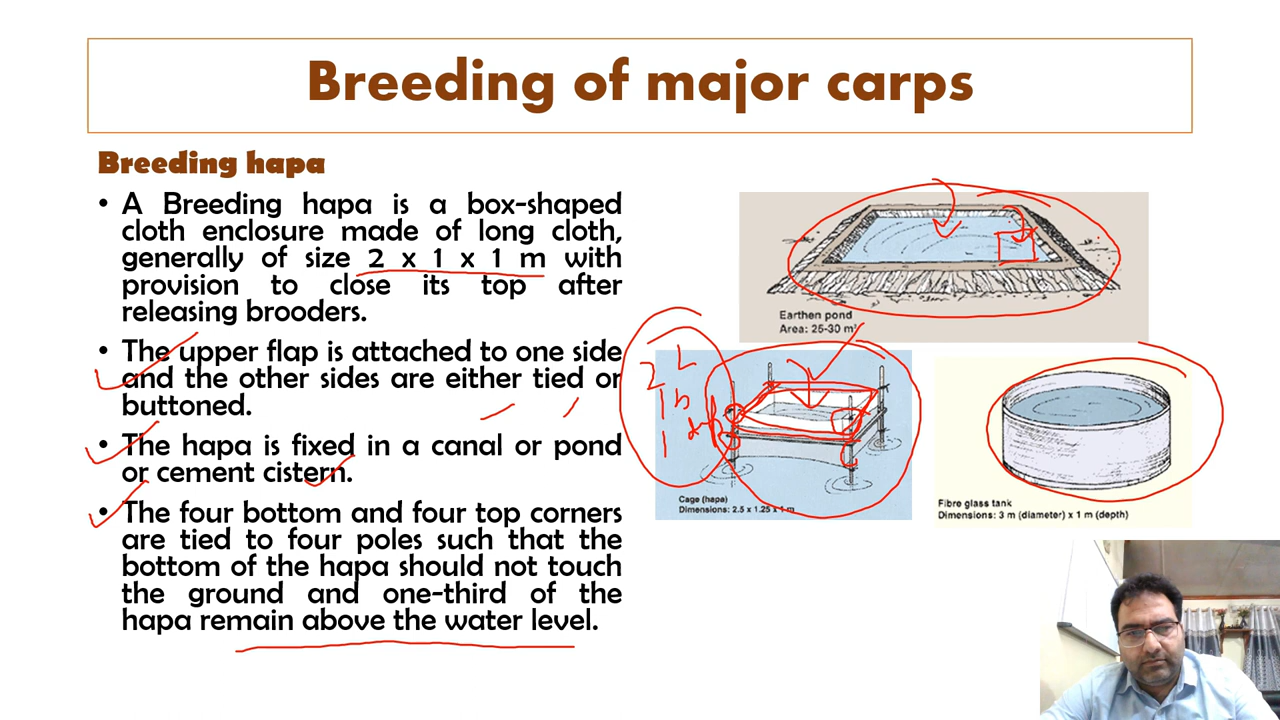 Breeding of major carps
Breeding hapa
• A Breeding hapa is a box-shaped
cloth enclosure made of long cloth,
generally of size 2 x 1 x 1 m with
provision to close its top after
releasing brooders.
• The upper flap is attached to one side
and the other sides are either tied or
buttoned.
• The hapa is fixed in a canal or pond
or cement cistern.
• The four bottom and four top corners
are tied to four poles such that the
bottom of the hapa should not touch
the ground and one-third of the
hapa remain above the water level.
Earthen pond
Area: 25-30 m²
2 L
1 b
1
Cage (hapa)
Dimensions: 2.5 x 1.25 x 1 m
Fibre glass tank
Dimensions: 3 m (diameter) x 1 m (depth)